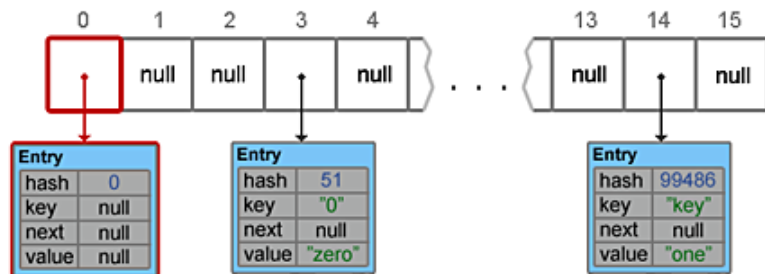 0 1 2 3 4 13 14 15
null null null . . . null null
Entry Entry Entry
hash 0 hash 51 hash 99486
key null key "0" key "key"
next null next null next null
value null value "zero" value "one"